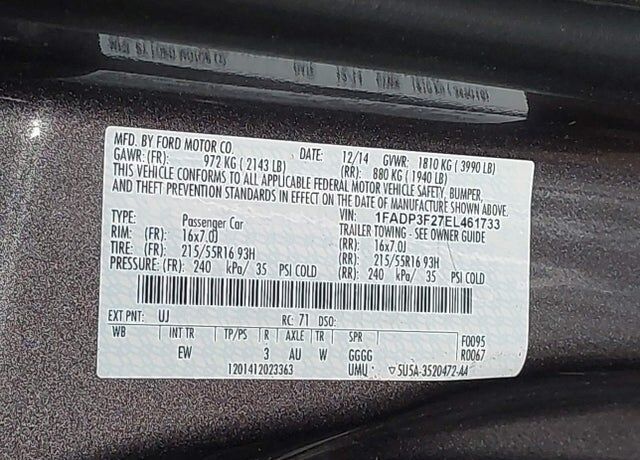 MFD. BY FORD MOTOR CO. DATE: 12/14 GVWR: 1810 KG ( 3990 LB)
GAWR: (FR): 972 KG ( 2143 LB) (RR): 880 KG ( 1940 LB)
THIS VEHICLE CONFORMS TO ALL APPLICABLE FEDERAL MOTOR VEHICLE SAFETY, BUMPER,
AND THEFT PREVENTION STANDARDS IN EFFECT ON THE DATE OF MANUFACTURE SHOWN ABOVE.
VIN: 1FADP3F27EL461733
TYPE: Passenger Car TRAILER TOWING - SEE OWNER GUIDE
RIM: (FR): 16x7.0J (RR): 16x7.0J
TIRE: (FR): 215/55R16 93H (RR): 215/55R16 93H
PRESSURE: (FR): 240 kPa/ 35 PSI COLD (RR): 240 kPa/ 35 PSI COLD
EXT PNT: UJ RC: 71 DSO:
WB INT TR TP/PS R AXLE TR SPR F0095
EW 3 AU W GGGG R0067
1201412023363 UMU 5U5A-3520472-AA